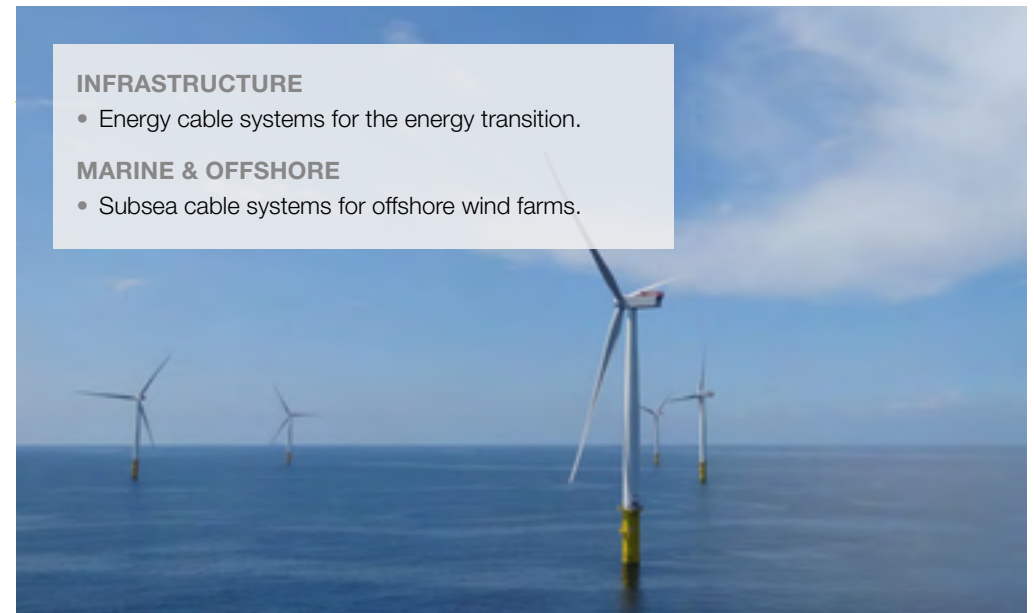 INFRASTRUCTURE
• Energy cable systems for the energy transition.
MARINE & OFFSHORE
• Subsea cable systems for offshore wind farms.